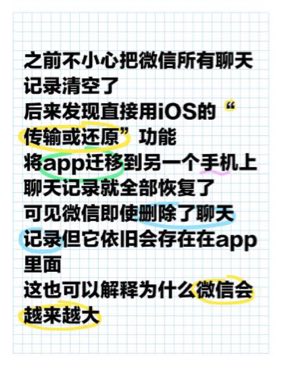 之前不小心把微信所有聊天
记录清空了
后来发现直接用iOS的“
传输或还原”功能
将app迁移到另一个手机上
聊天记录就全部恢复了
可见微信即使删除了聊天
记录但它依旧会存在在app
里面
这也可以解释为什么微信会
越来越大